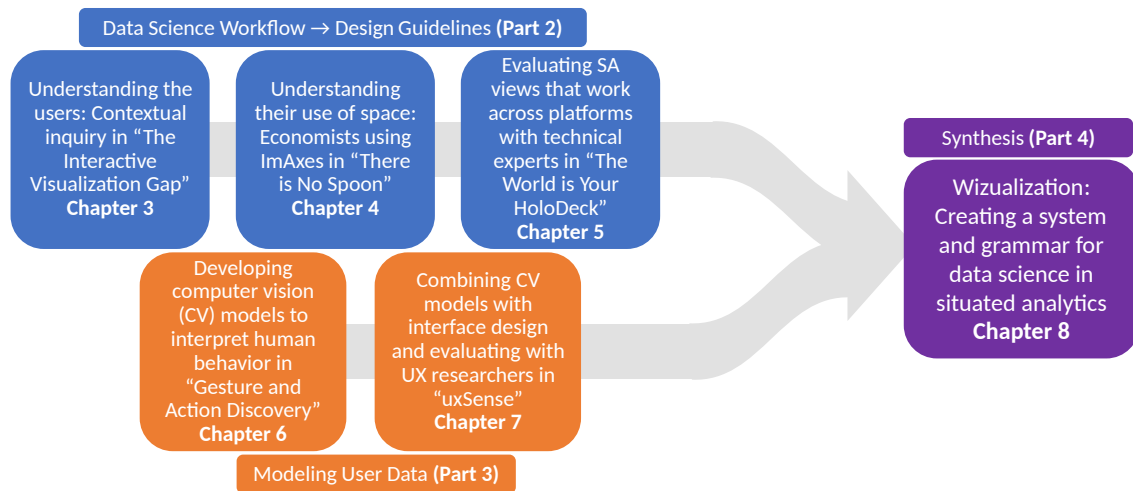 Data Science Workflow → Design Guidelines (Part 2)
Understanding the
users: Contextual
inquiry in “The
Interactive
Visualization Gap”
Chapter 3
Understanding
their use of space:
Economists using
ImAxes in “There
is No Spoon”
Chapter 4
Evaluating SA
views that work
across platforms
with technical
experts in “The
World is Your
HoloDeck”
Chapter 5
Developing
computer vision
(CV) models to
interpret human
behavior in
“Gesture and
Action Discovery”
Chapter 6
Combining CV
models with
interface design
and evaluating with
UX researchers in
“uxSense”
Chapter 7
Modeling User Data (Part 3)
Synthesis (Part 4)
Wizualization:
Creating a system
and grammar for
data science in
situated analytics
Chapter 8